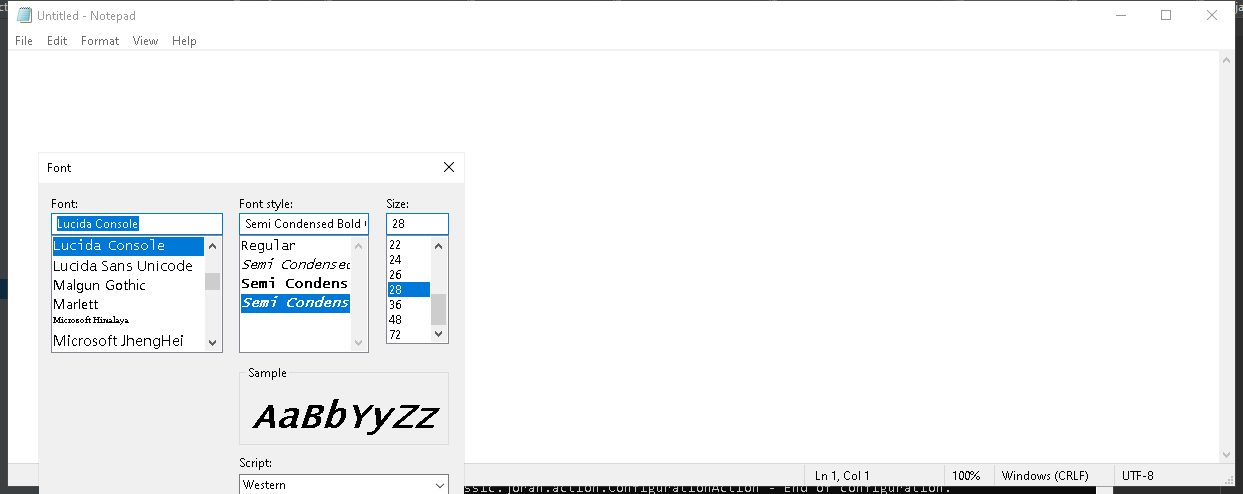 Untitled - Notepad
File Edit Format View Help
Font
Font: Font style: Size:
Lucida Console Semi Condensed Bold 28
Lucida Console Regular 22
Lucida Sans Unicode Semi Condensed 24
Malgun Gothic Semi Condens 26
Marlett Semi Condens 28
Microsoft Himalaya 36
Microsoft JhengHei 48
72
Sample
AaBbYyZz
Script:
Western
Ln 1, Col 1 100% Windows (CRLF) UTF-8
ssic.joran.action.ConfigurationAction - End of configuration.